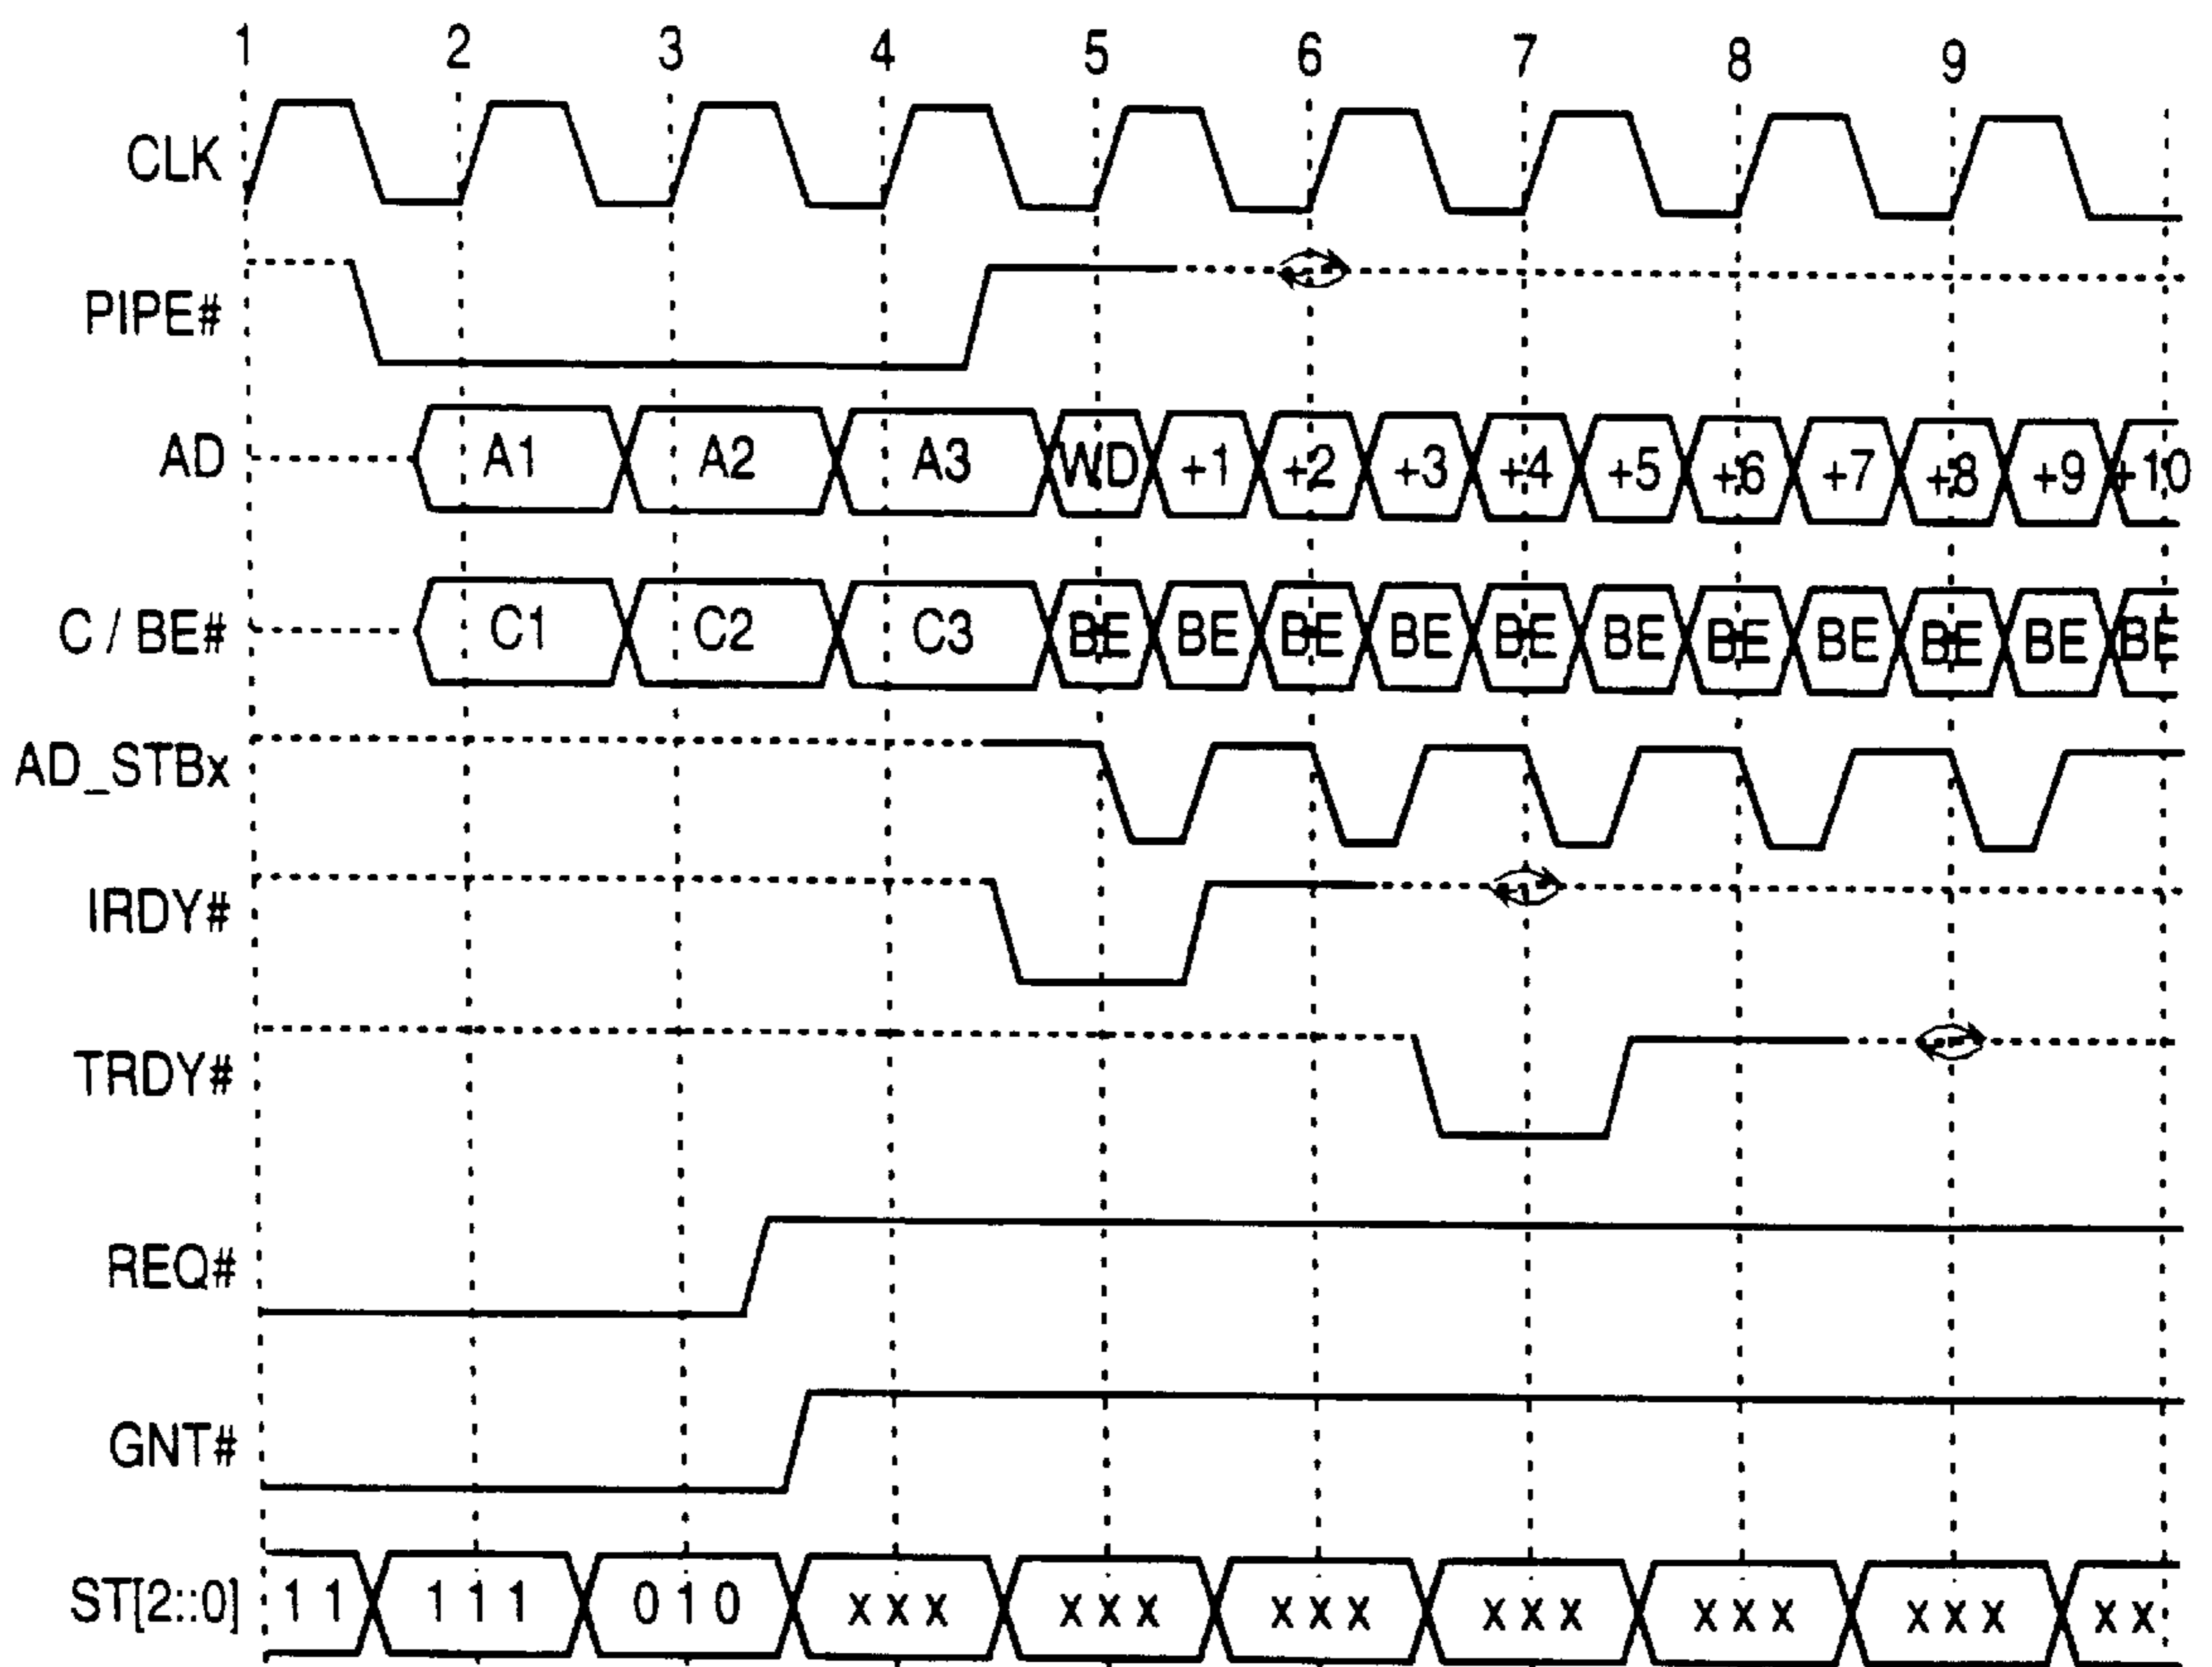 1 2 3 4 5 6 7 8 9
CLK
PIPE#
AD A1 A2 A3 WD +1 +2 +3 +4 +5 +6 +7 +8 +9 +10
C / BE# C1 C2 C3 BE BE BE BE BE BE BE BE BE BE BE
AD_STBx
IRDY#
TRDY#
REQ#
GNT#
ST[2::0] 1 1 1 1 1 0 1 0 x x x x x x x x x x x x x x x x x x x x